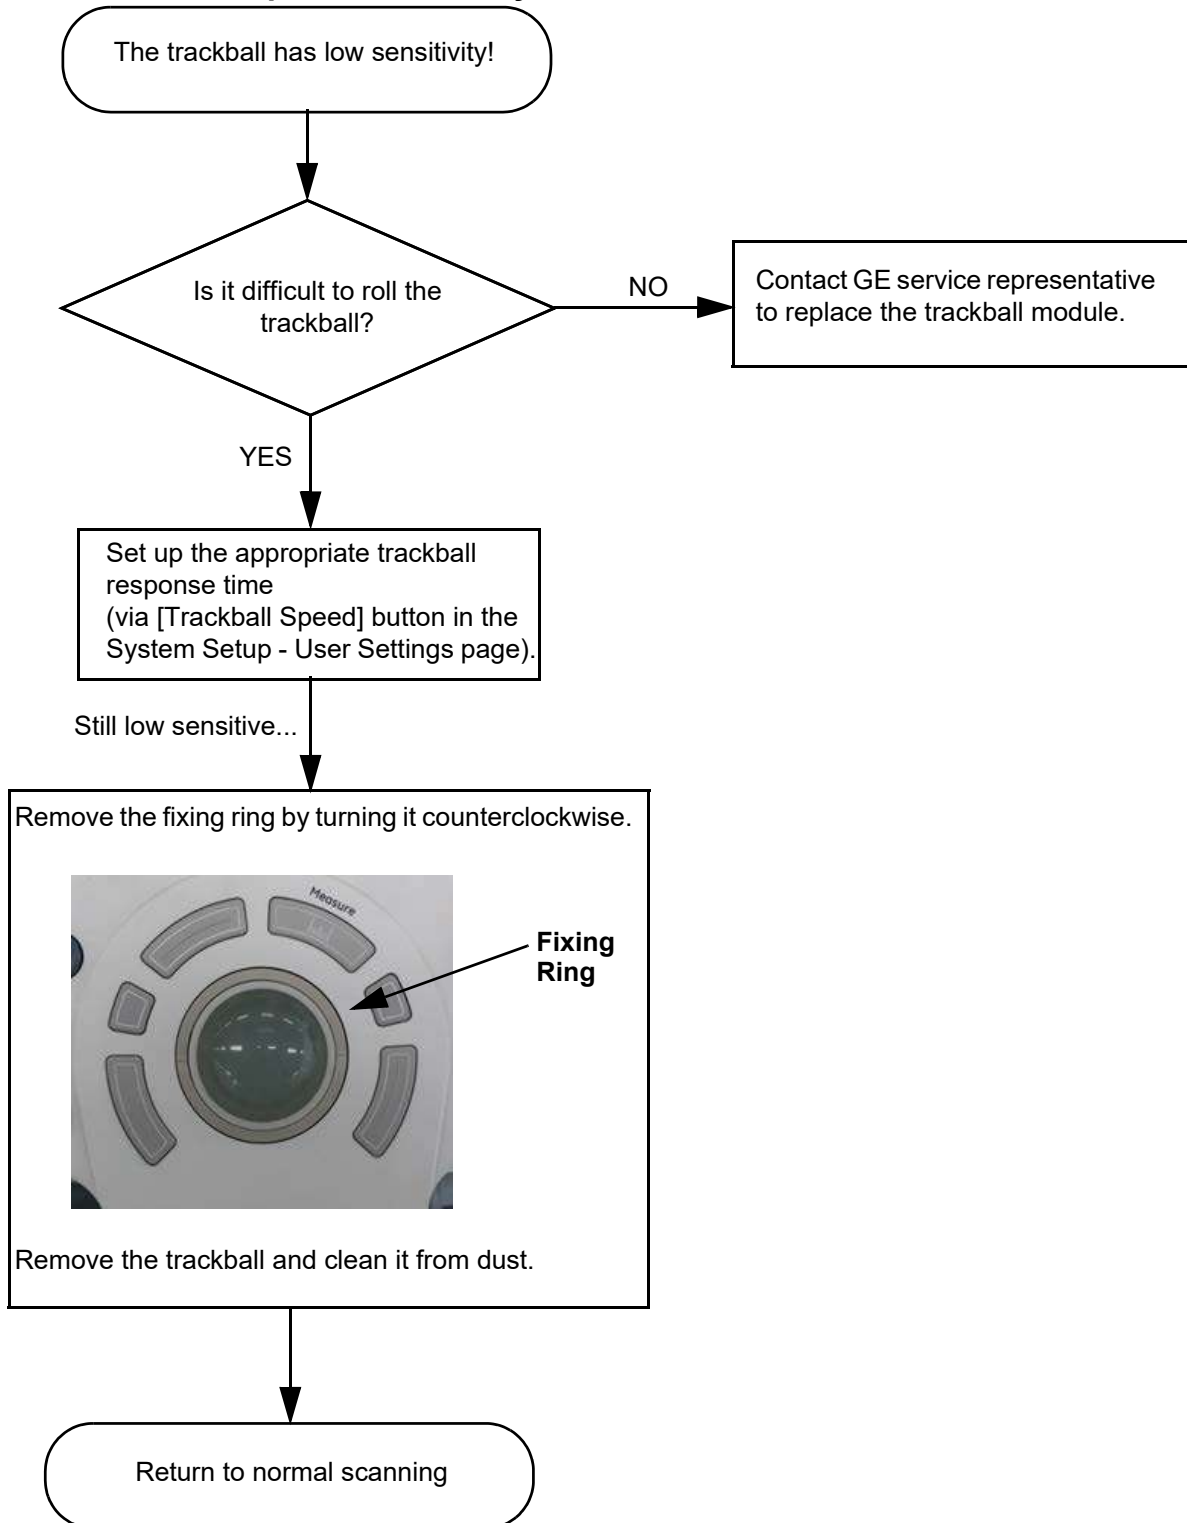 The trackball has low sensitivity!
Is it difficult to roll the
trackball?
NO
Contact GE service representative
to replace the trackball module.
YES
Set up the appropriate trackball
response time
(via [Trackball Speed] button in the
System Setup - User Settings page).
Still low sensitive...
Remove the fixing ring by turning it counterclockwise.
Measure
Fixing
Ring
Remove the trackball and clean it from dust.
Return to normal scanning